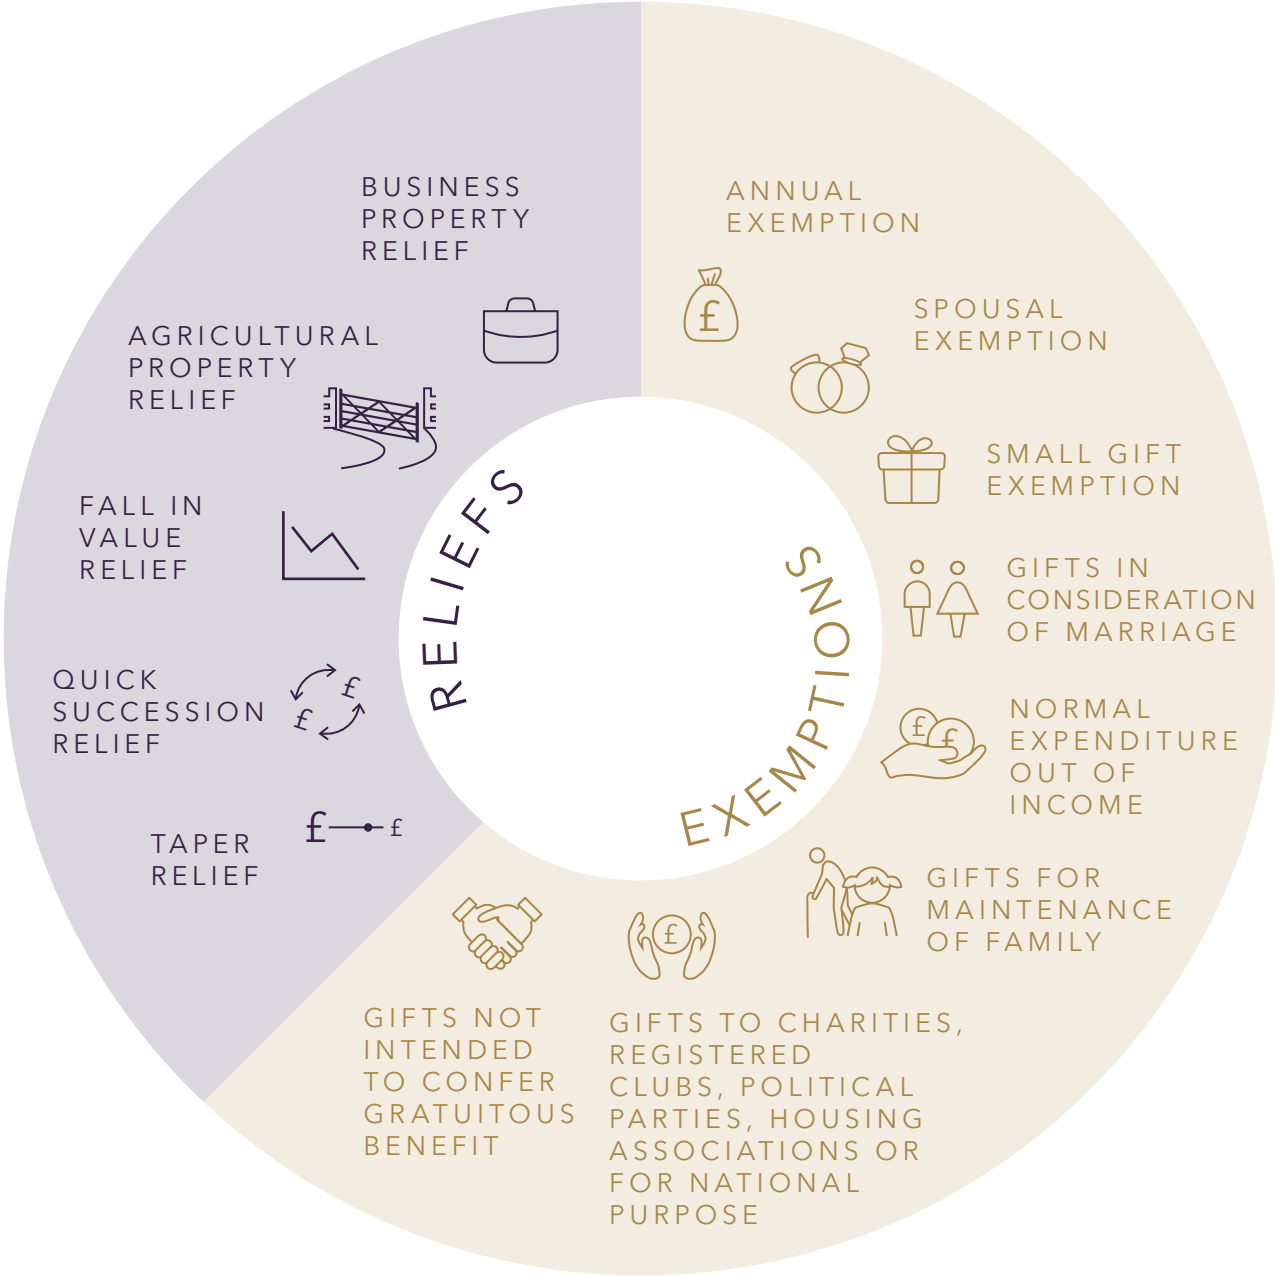 BUSINESS
PROPERTY
RELIEF
AGRICULTURAL
PROPERTY
RELIEF
FALL IN
VALUE
RELIEF
QUICK
SUCCESSION
RELIEF
£
£
TAPER
RELIEF
£
£
RELIEFS
ANNUAL
EXEMPTION
£
SPOUSAL
EXEMPTION
SMALL GIFT
EXEMPTION
GIFTS IN
CONSIDERATION
OF MARRIAGE
NORMAL
EXPENDITURE
OUT OF
INCOME
£
£
GIFTS FOR
MAINTENANCE
OF FAMILY
£
GIFTS TO CHARITIES,
REGISTERED
CLUBS, POLITICAL
PARTIES, HOUSING
ASSOCIATIONS OR
FOR NATIONAL
PURPOSE
GIFTS NOT
INTENDED
TO CONFER
GRATUITOUS
BENEFIT
EXEMPTIONS